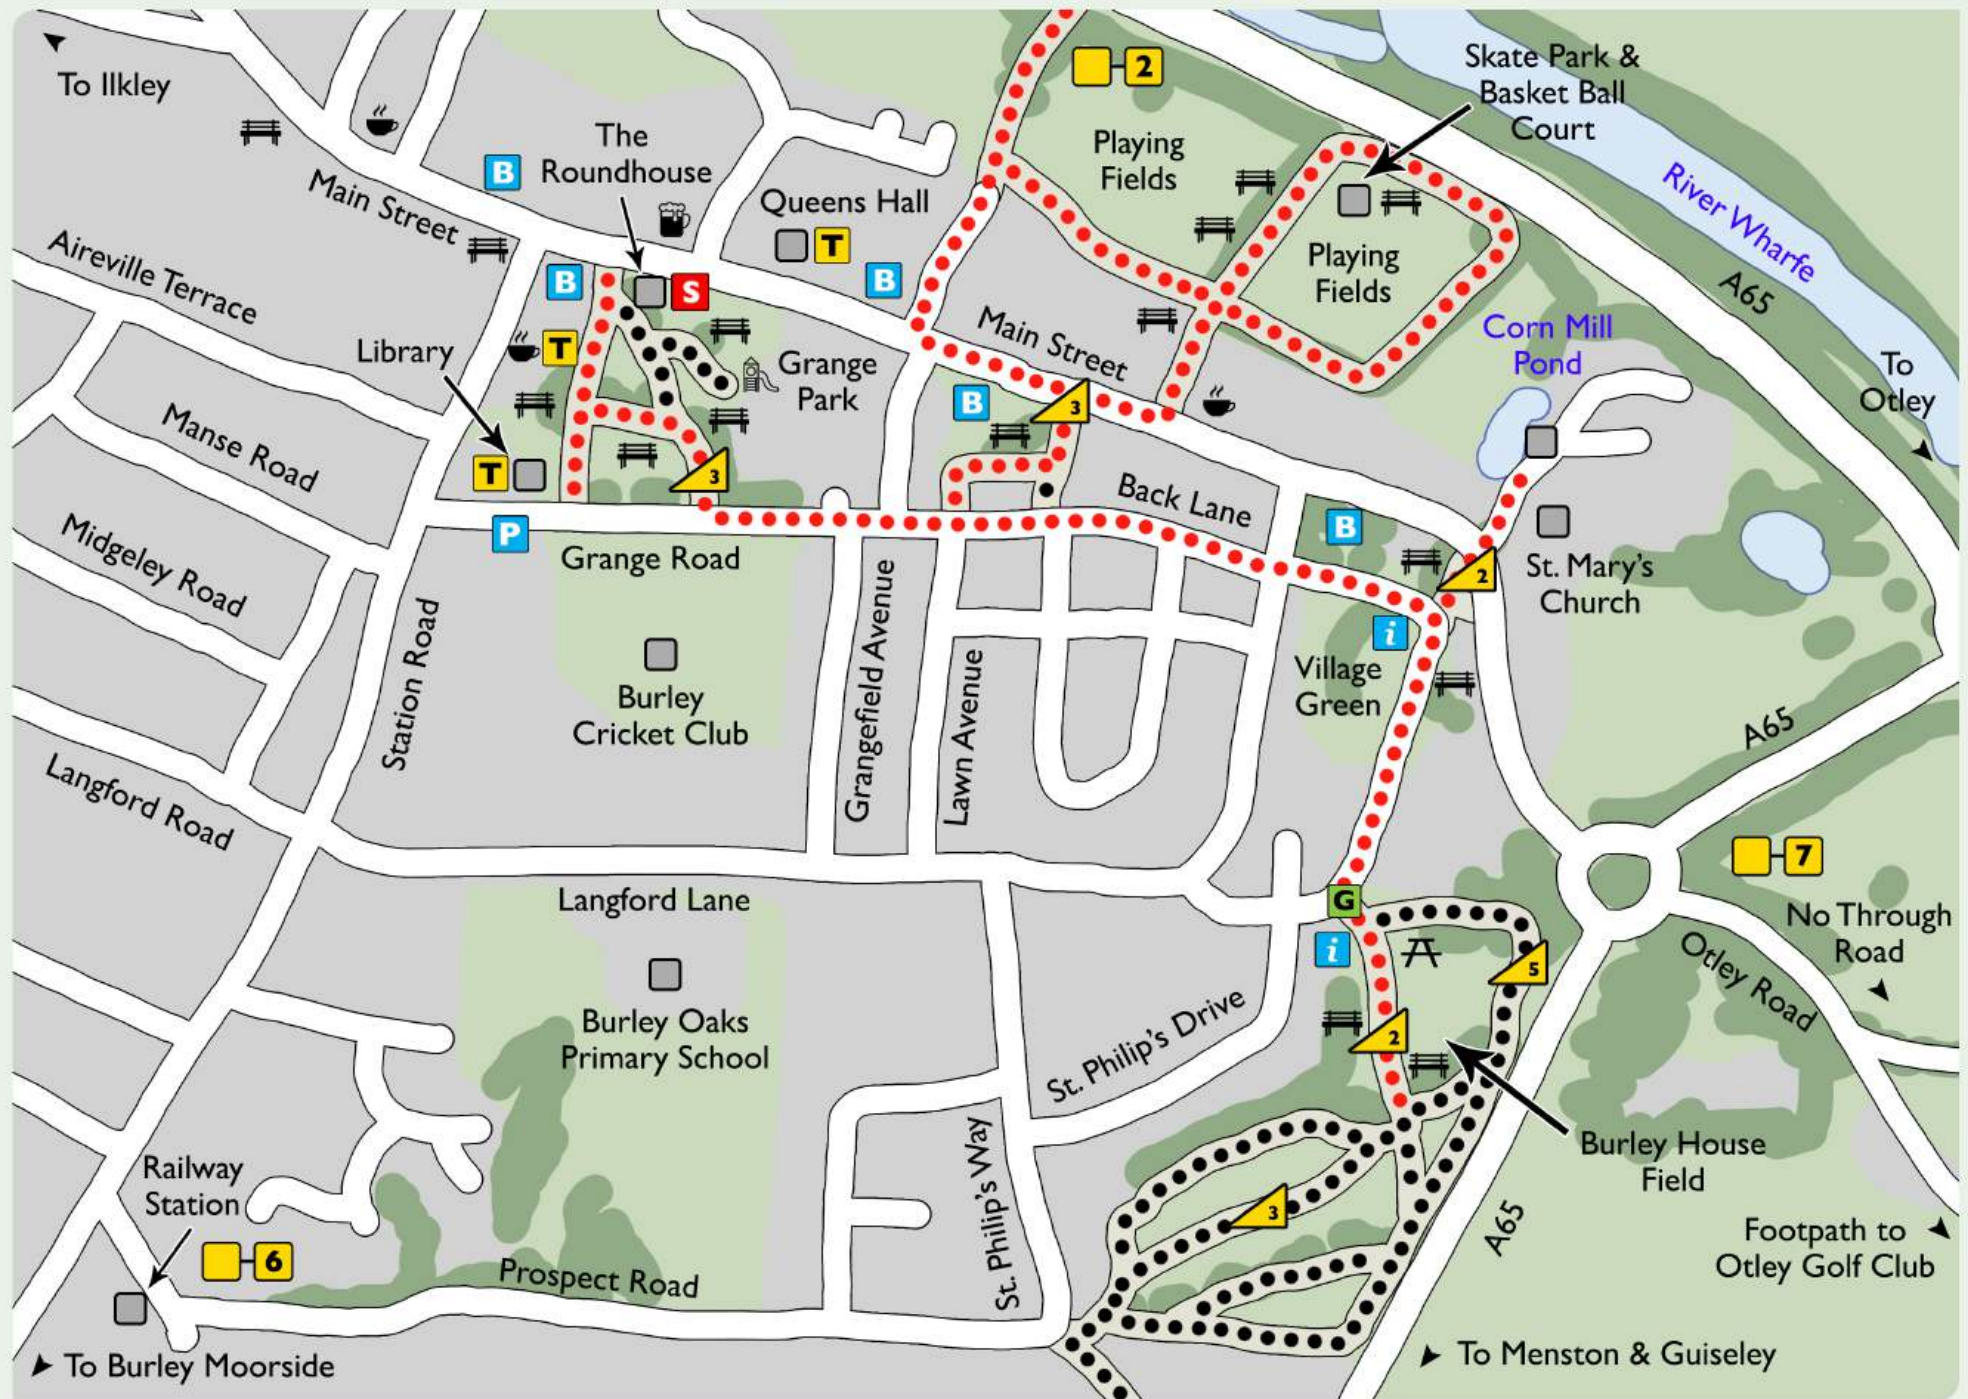 To Ilkley
Main Street
B
The
Roundhouse
Queens Hall
T
B
2
Playing
Fields
Skate Park &
Basket Ball
Court
River Wharfe
A65
Playing
Fields
Corn Mill
Pond
To
Otley
Aireville Terrace
B
S
T
Library
Grange
Park
Main Street
B
3
Manse Road
T
3
Back Lane
B
P
Grange Road
Midgeley Road
2
St. Mary's
Church
i
Village
Green
Station Road
Burley
Cricket Club
Grangefield Avenue
Lawn Avenue
A65
Langford Road
7
No Through
Road
Otley Road
Langford Lane
G
i
5
Burley Oaks
Primary School
St. Philip's Drive
2
Burley House
Field
Railway
Station
6
St. Philip's Way
3
A65
Footpath to
Otley Golf Club
Prospect Road
To Burley Moorside
To Menston & Guiseley